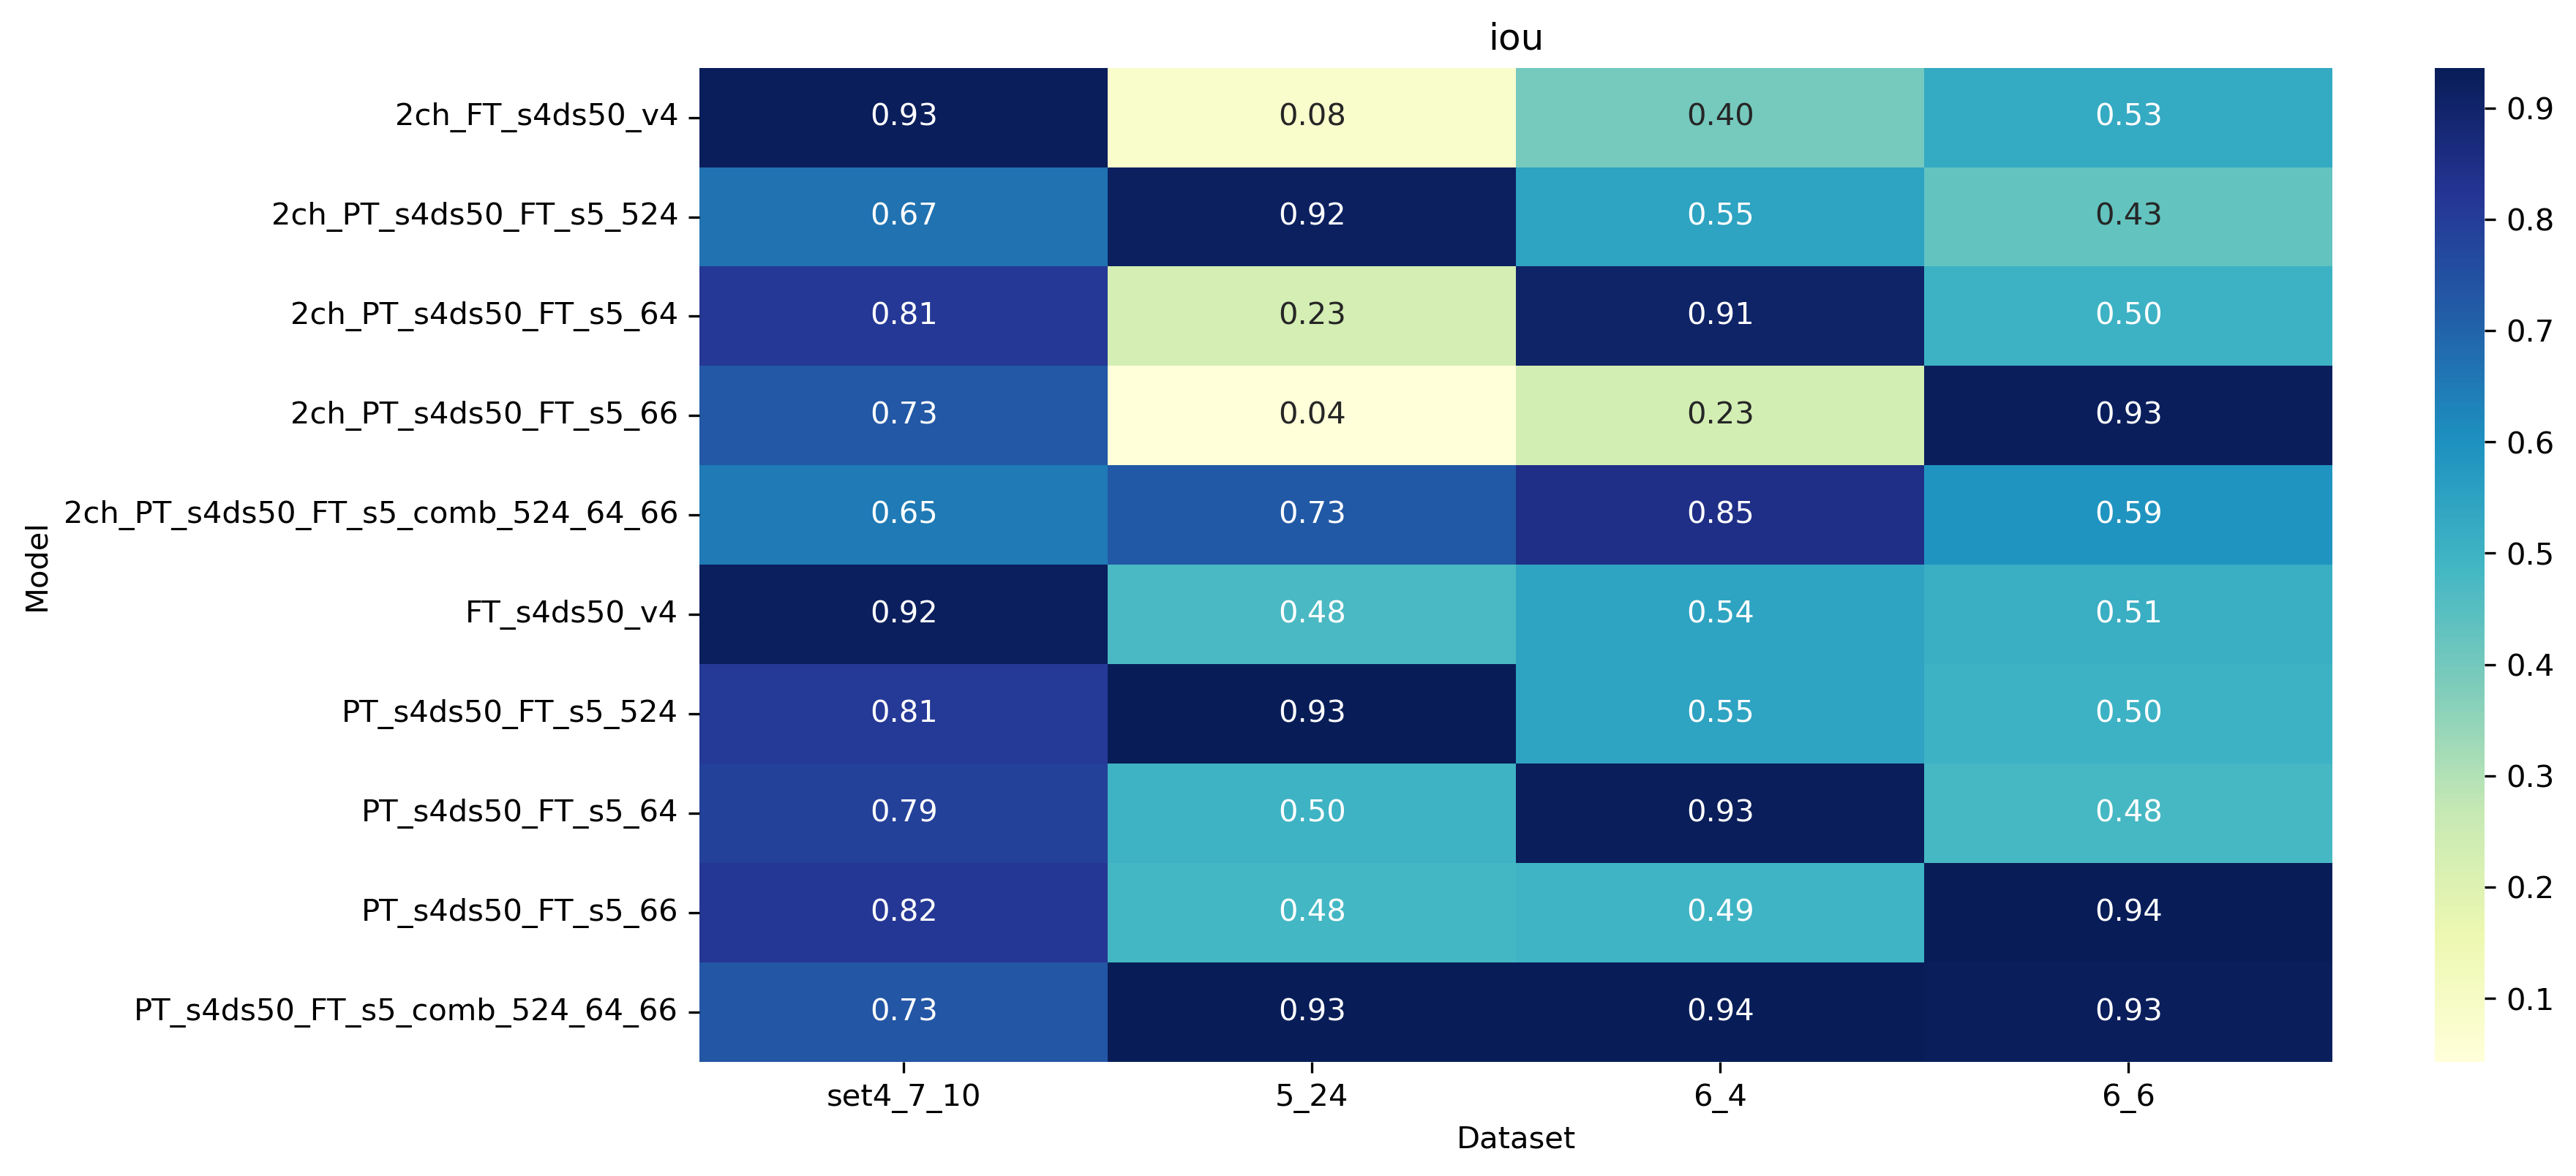 iou
2ch_FT_s4ds50_v4 0.93 0.08 0.40 0.53
2ch_PT_s4ds50_FT_s5_524 0.67 0.92 0.55 0.43
2ch_PT_s4ds50_FT_s5_64 0.81 0.23 0.91 0.50
2ch_PT_s4ds50_FT_s5_66 0.73 0.04 0.23 0.93
2ch_PT_s4ds50_FT_s5_comb_524_64_66 0.65 0.73 0.85 0.59
FT_s4ds50_v4 0.92 0.48 0.54 0.51
PT_s4ds50_FT_s5_524 0.81 0.93 0.55 0.50
PT_s4ds50_FT_s5_64 0.79 0.50 0.93 0.48
PT_s4ds50_FT_s5_66 0.82 0.48 0.49 0.94
PT_s4ds50_FT_s5_comb_524_64_66 0.73 0.93 0.94 0.93
set4_7_10 5_24 6_4 6_6
Dataset
Model
0.9
0.8
0.7
0.6
0.5
0.4
0.3
0.2
0.1